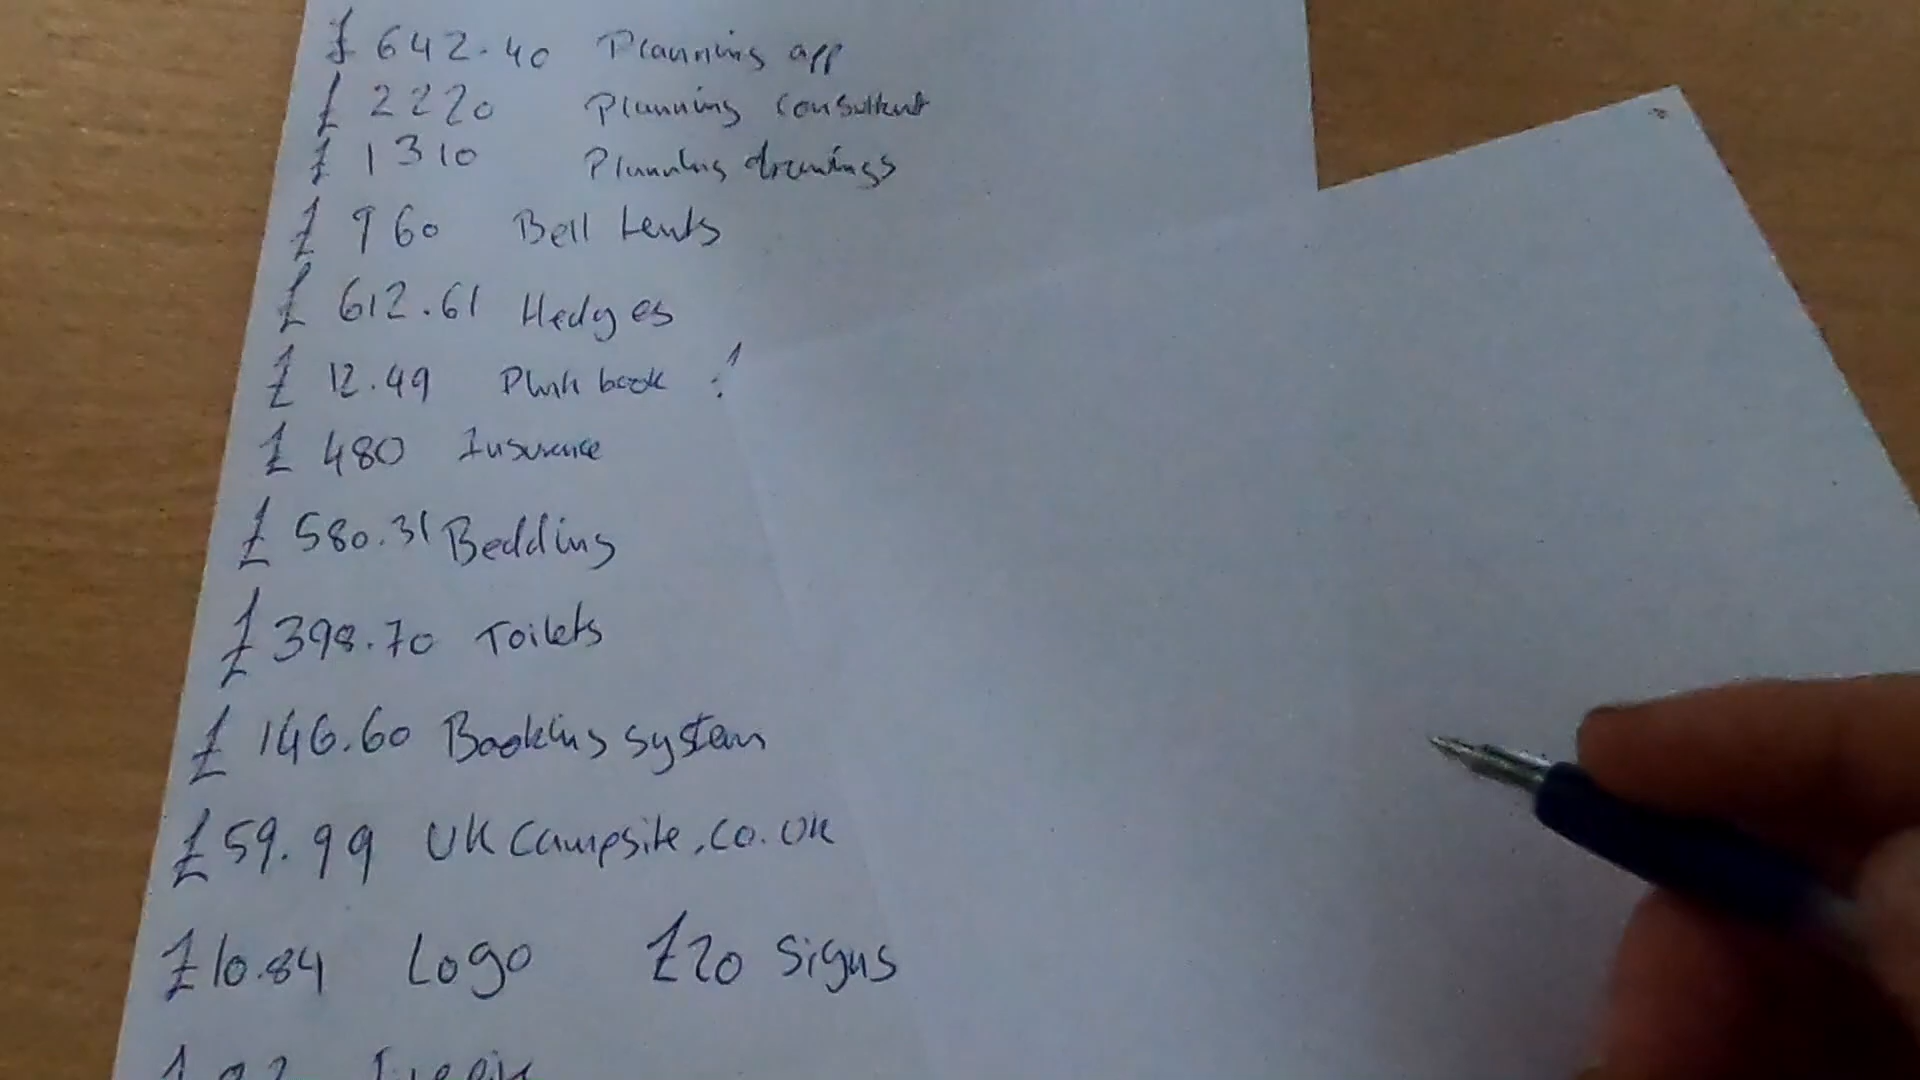 £ 642.40 Planning app
£ 2220 Planning consultant
£ 1310 Planning drawings
£ 960 Bell tents
£ 612.61 Hedges
£ 12.49 book !
£ 480 Insurance
£ 580.31 Bedding
£ 398.70 Toilets
£ 146.60 Booking system
£59.99 UK Campsite.co.uk
£10.84 Logo £20 Signs